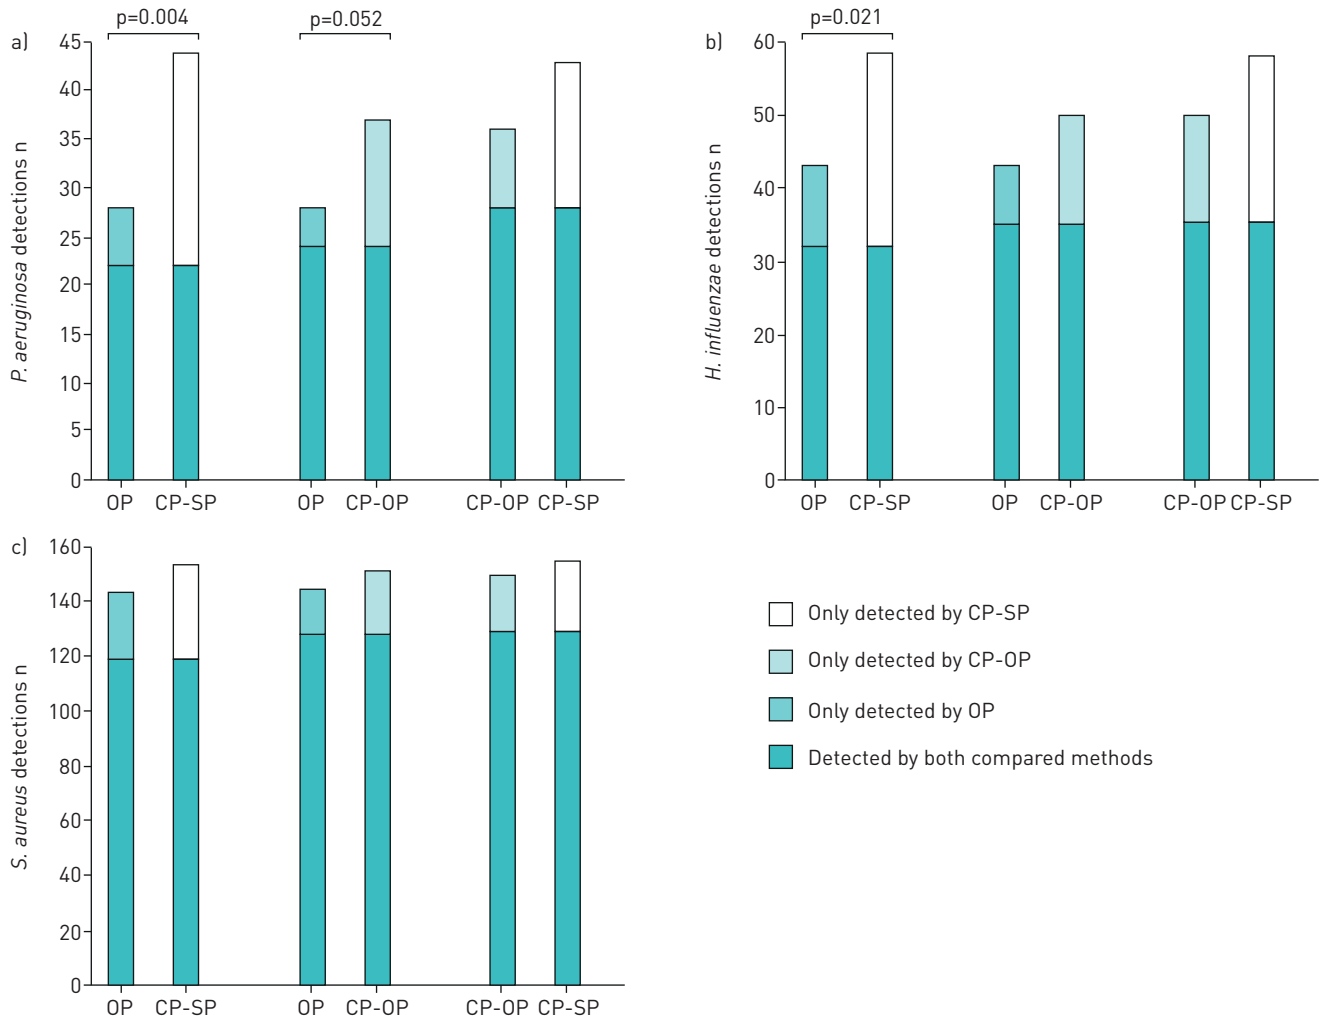 a)
p=0.004
p=0.052
45
40
35
30
25
20
15
10
5
0
P. aeruginosa detections n
OP CP-SP OP CP-OP CP-OP CP-SP
b)
p=0.021
60
50
40
30
20
10
0
H. influenzae detections n
OP CP-SP OP CP-OP CP-OP CP-SP
c)
160
140
120
100
80
60
40
20
0
S. aureus detections n
OP CP-SP OP CP-OP CP-OP CP-SP
Only detected by CP-SP
Only detected by CP-OP
Only detected by OP
Detected by both compared methods